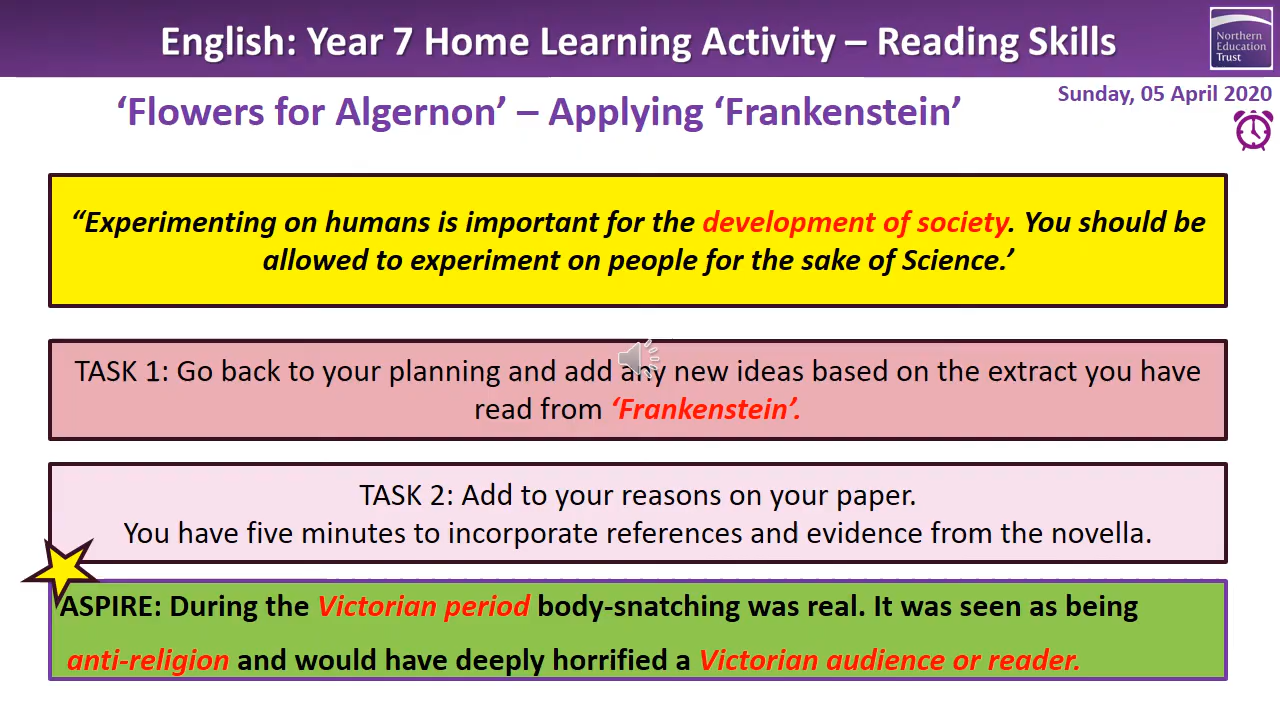 English: Year 7 Home Learning Activity – Reading Skills
Northern
Education
Trust
Sunday, 05 April 2020
‘Flowers for Algernon’ – Applying ‘Frankenstein’
“Experimenting on humans is important for the development of society. You should be
allowed to experiment on people for the sake of Science.’
TASK 1: Go back to your planning and add any new ideas based on the extract you have
read from ‘Frankenstein’.
TASK 2: Add to your reasons on your paper.
You have five minutes to incorporate references and evidence from the novella.
ASPIRE: During the Victorian period body-snatching was real. It was seen as being
anti-religion and would have deeply horrified a Victorian audience or reader.